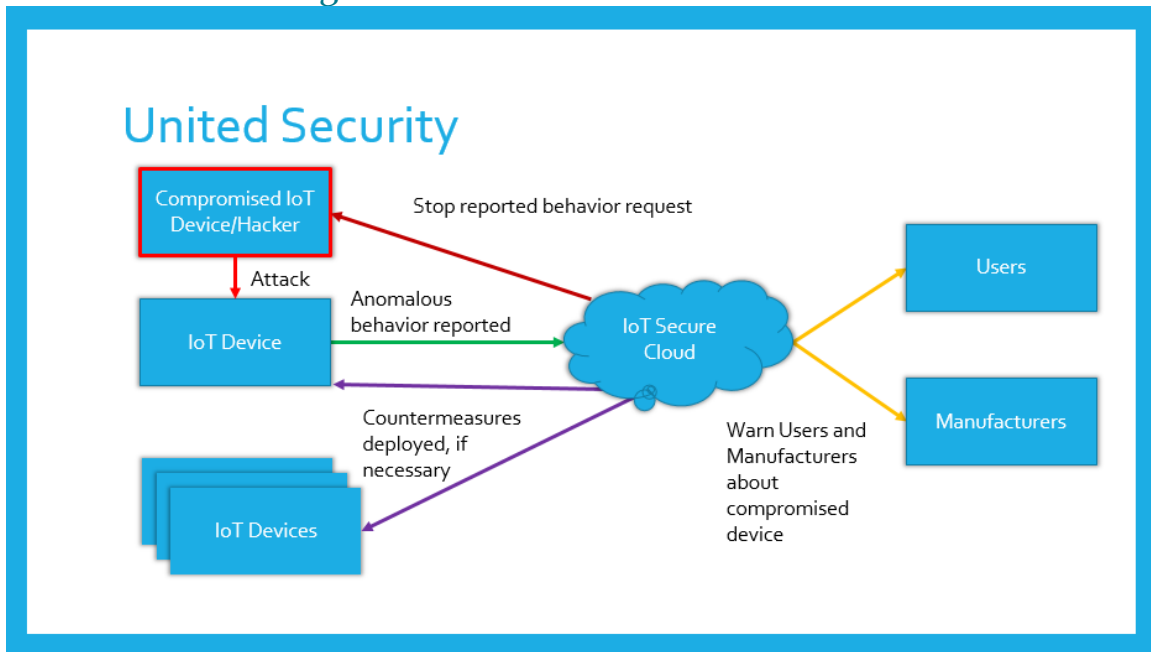 United Security
Compromised IoT
Device/Hacker
Stop reported behavior request
Users
Attack
Anomalous
behavior reported
IoT Device
IoT Secure
Cloud
Countermeasures
deployed, if
necessary
Manufacturers
Warn Users and
Manufacturers
about
compromised
device
IoT Devices